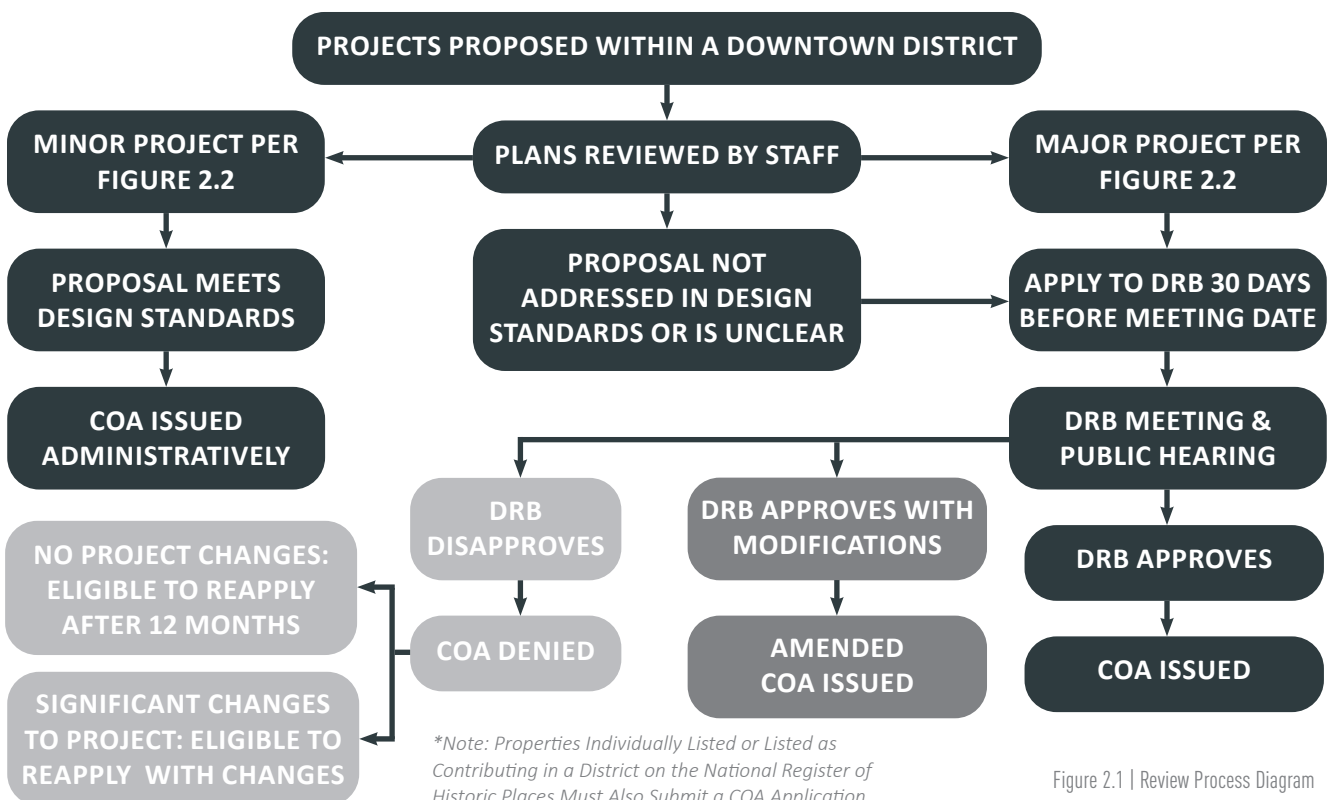 PROJECTS PROPOSED WITHIN A DOWNTOWN DISTRICT
MINOR PROJECT PER
FIGURE 2.2
PLANS REVIEWED BY STAFF
MAJOR PROJECT PER
FIGURE 2.2
PROPOSAL MEETS
DESIGN STANDARDS
PROPOSAL NOT
ADDRESSED IN DESIGN
STANDARDS OR IS UNCLEAR
APPLY TO DRB 30 DAYS
BEFORE MEETING DATE
COA ISSUED
ADMINISTRATIVELY
DRB MEETING &
PUBLIC HEARING
DRB
DISAPPROVES
DRB APPROVES WITH
MODIFICATIONS
DRB APPROVES
NO PROJECT CHANGES:
ELIGIBLE TO REAPPLY
AFTER 12 MONTHS
COA DENIED
AMENDED
COA ISSUED
COA ISSUED
SIGNIFICANT CHANGES
TO PROJECT: ELIGIBLE TO
REAPPLY WITH CHANGES
*Note: Properties Individually Listed or Listed as
Contributing in a District on the National Register of
Historic Places Must Also Submit a COA Application
Figure 2.1 | Review Process Diagram